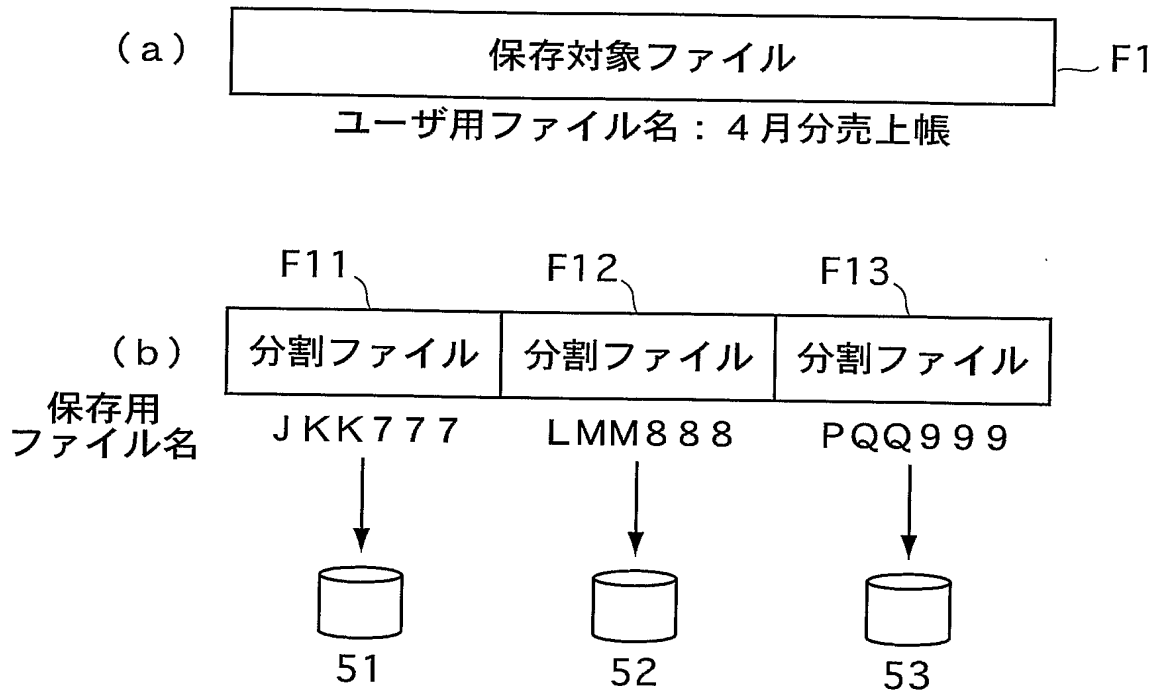 (a)
保存対象ファイル
F1
ユーザ用ファイル名：４月分売上帳
F11 F12 F13
(b)
分割ファイル 分割ファイル 分割ファイル
保存用
ファイル名
ＪＫＫ７７７ ＬＭＭ８８８ ＰＱＱ９９９
51 52 53